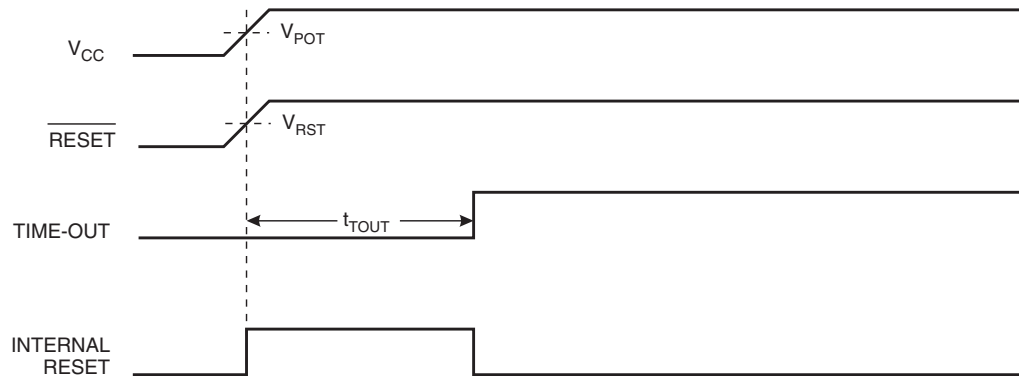 V_CC
V_POT
RESET
V_RST
TIME-OUT
t_TOUT
INTERNAL
RESET